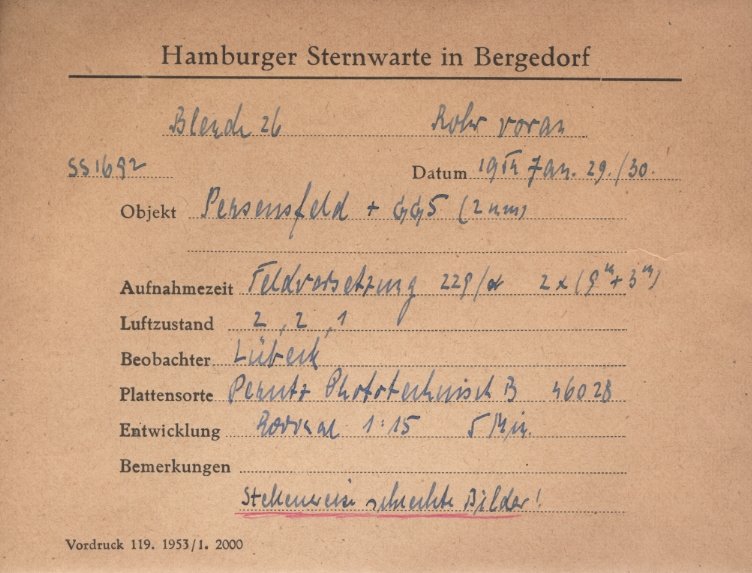 Hamburger Sternwarte in Bergedorf
Blende 26 Rohr voran
SS1692 Datum 1954 Jan. 29./30.
Objekt Perseusfeld + GG5 (2mm)
Aufnahmezeit Feldversetzung 229/α 2 x (9m + 3m)
Luftzustand 2, 2, 1
Beobachter Lübeck
Plattensorte Perutz Phototechnisch B 46028
Entwicklung Rodinal 1:15 5 Min.
Bemerkungen
Stellenweise schlechte Bilder!
Vordruck 119. 1953/1. 2000